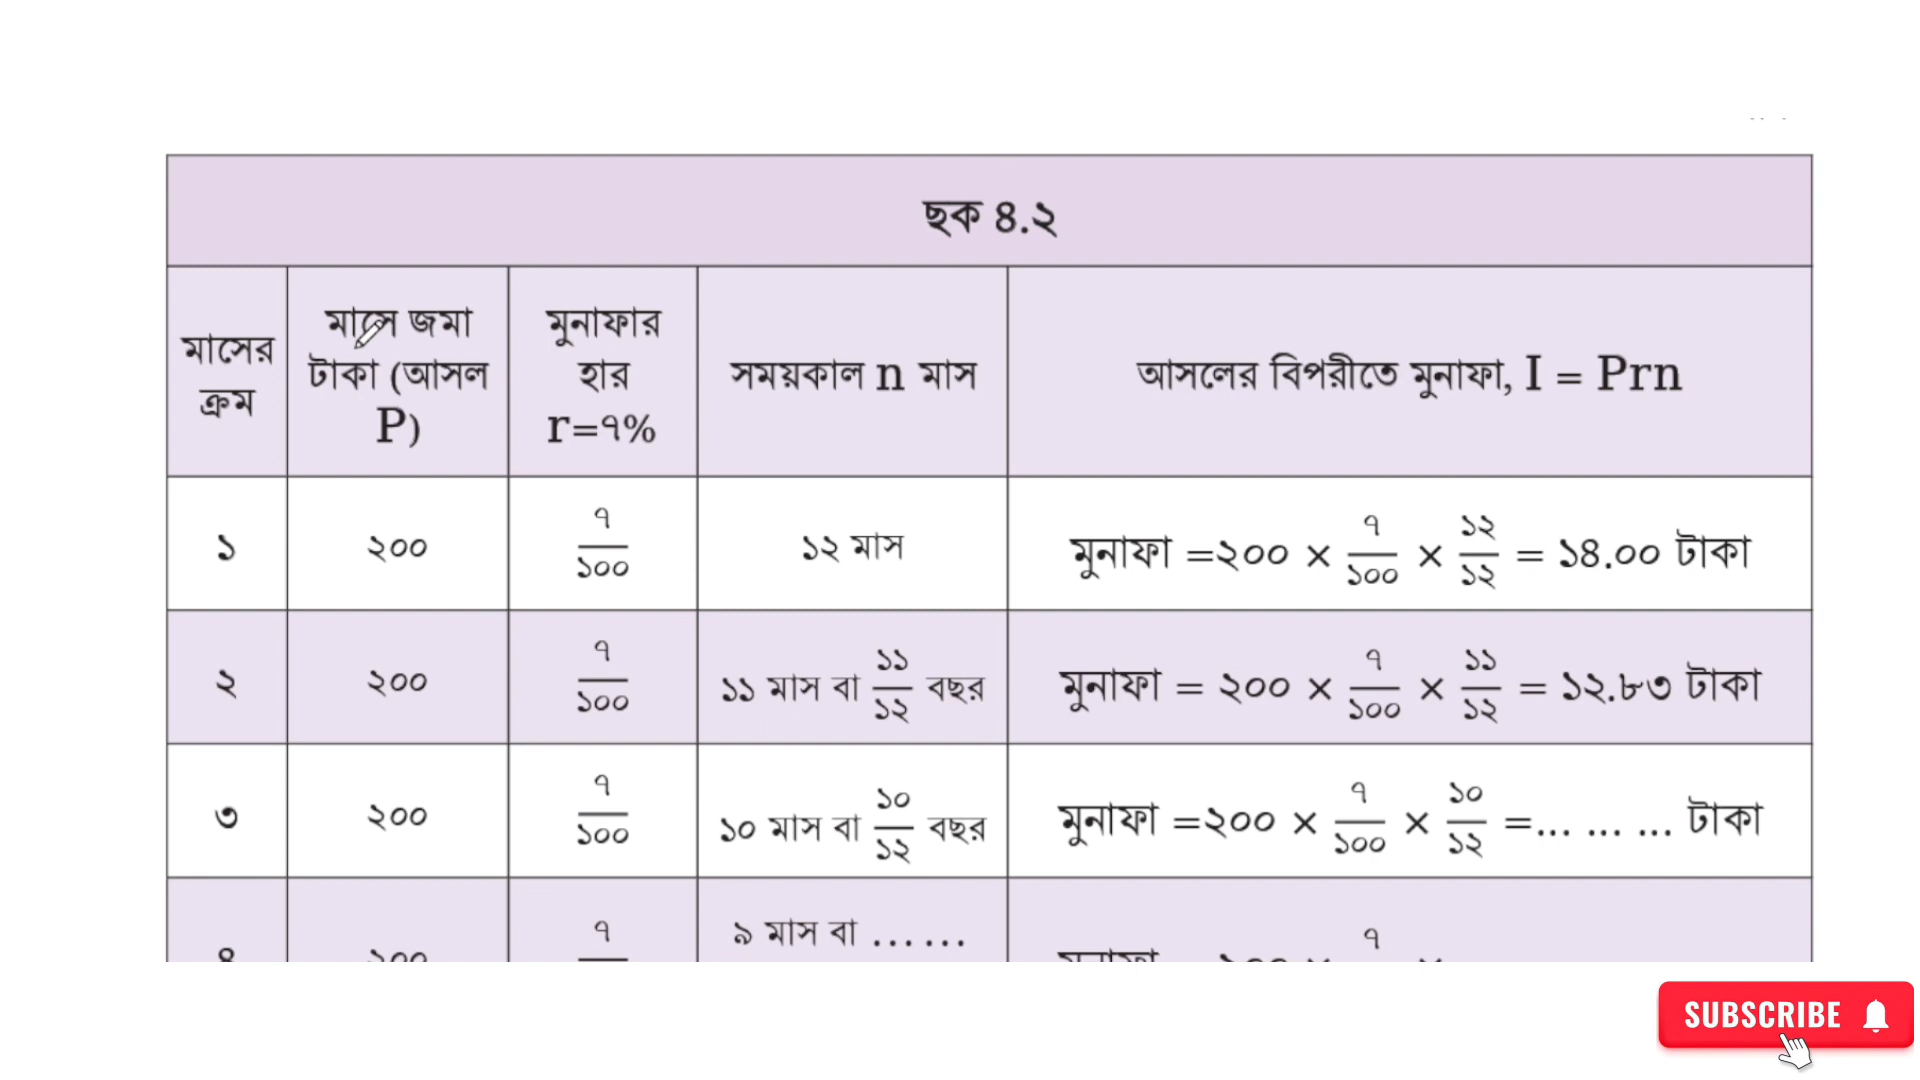 ছক ৪.২
মাসের ক্রম
মাসে জমা টাকা (আসল P)
মুনাফার হার r=৭%
সময়কাল n মাস
আসলের বিপরীতে মুনাফা, I = Prn
১ ২০০ ৭/১০০ ১২ মাস মুনাফা =২০০ × ৭/১০০ × ১২/১২ = ১৪.০০ টাকা
২ ২০০ ৭/১০০ ১১ মাস বা ১১/১২ বছর মুনাফা = ২০০ × ৭/১০০ × ১১/১২ = ১২.৮৩ টাকা
৩ ২০০ ৭/১০০ ১০ মাস বা ১০/১২ বছর মুনাফা =২০০ × ৭/১০০ × ১০/১২ =... ... ... টাকা
৭ ৯ মাস বা ...... ৭
SUBSCRIBE